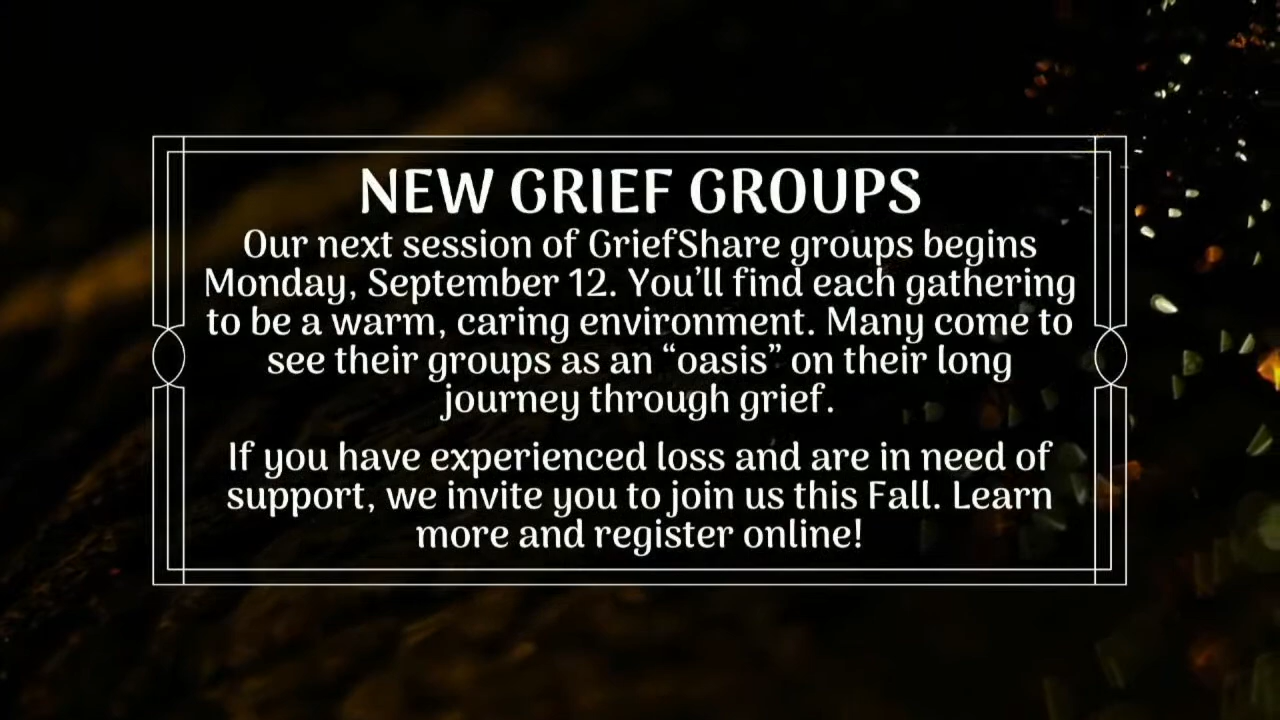 NEW GRIEF GROUPS
Our next session of GriefShare groups begins
Monday, September 12. You’ll find each gathering
to be a warm, caring environment. Many come to
see their groups as an “oasis” on their long
journey through grief.
If you have experienced loss and are in need of
support, we invite you to join us this Fall. Learn
more and register online!